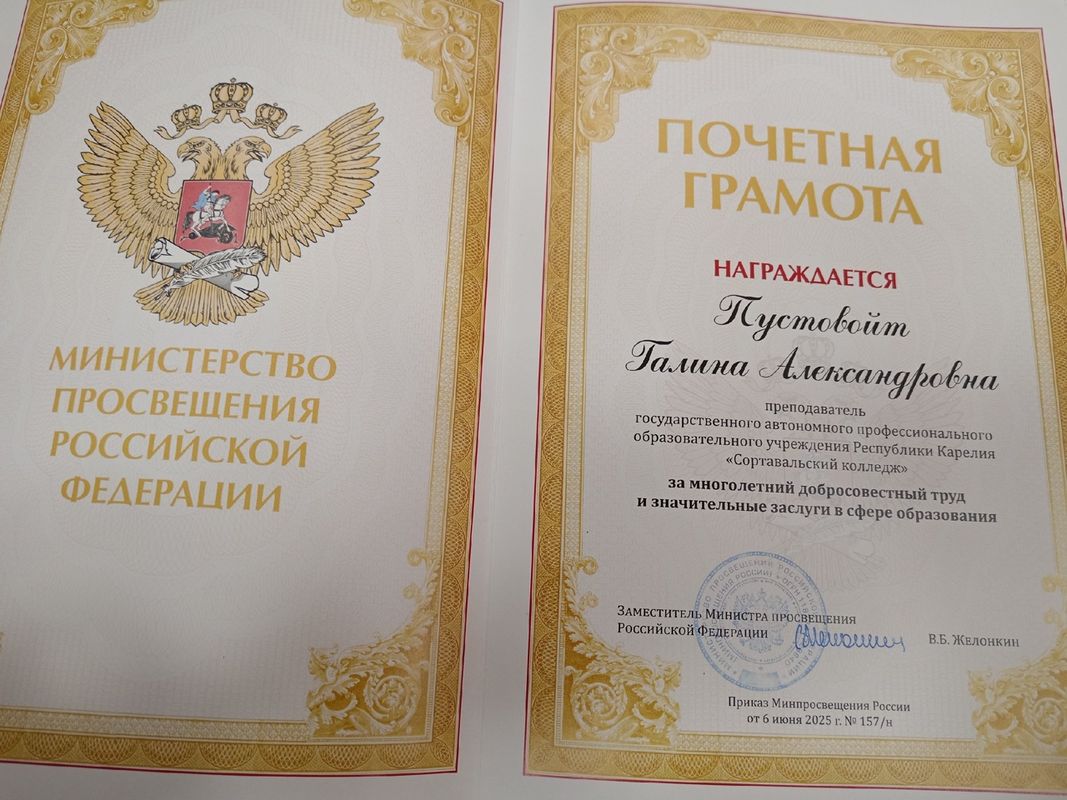 МИНИСТЕРСТВО
ПРОСВЕЩЕНИЯ
РОССИЙСКОЙ
ФЕДЕРАЦИИ
ПОЧЕТНАЯ
ГРАМОТА
НАГРАЖДАЕТСЯ
Пустовойт
Галина Александровна
преподаватель
государственного автономного профессионального
образовательного учреждения Республики Карелия
«Сортавальский колледж»
за многолетний добросовестный труд
и значительные заслуги в сфере образования
Заместитель Министра просвещения
Российской Федерации
В.Б. Желонкин
Приказ Минпросвещения России
от 6 июня 2025 г. № 157/н